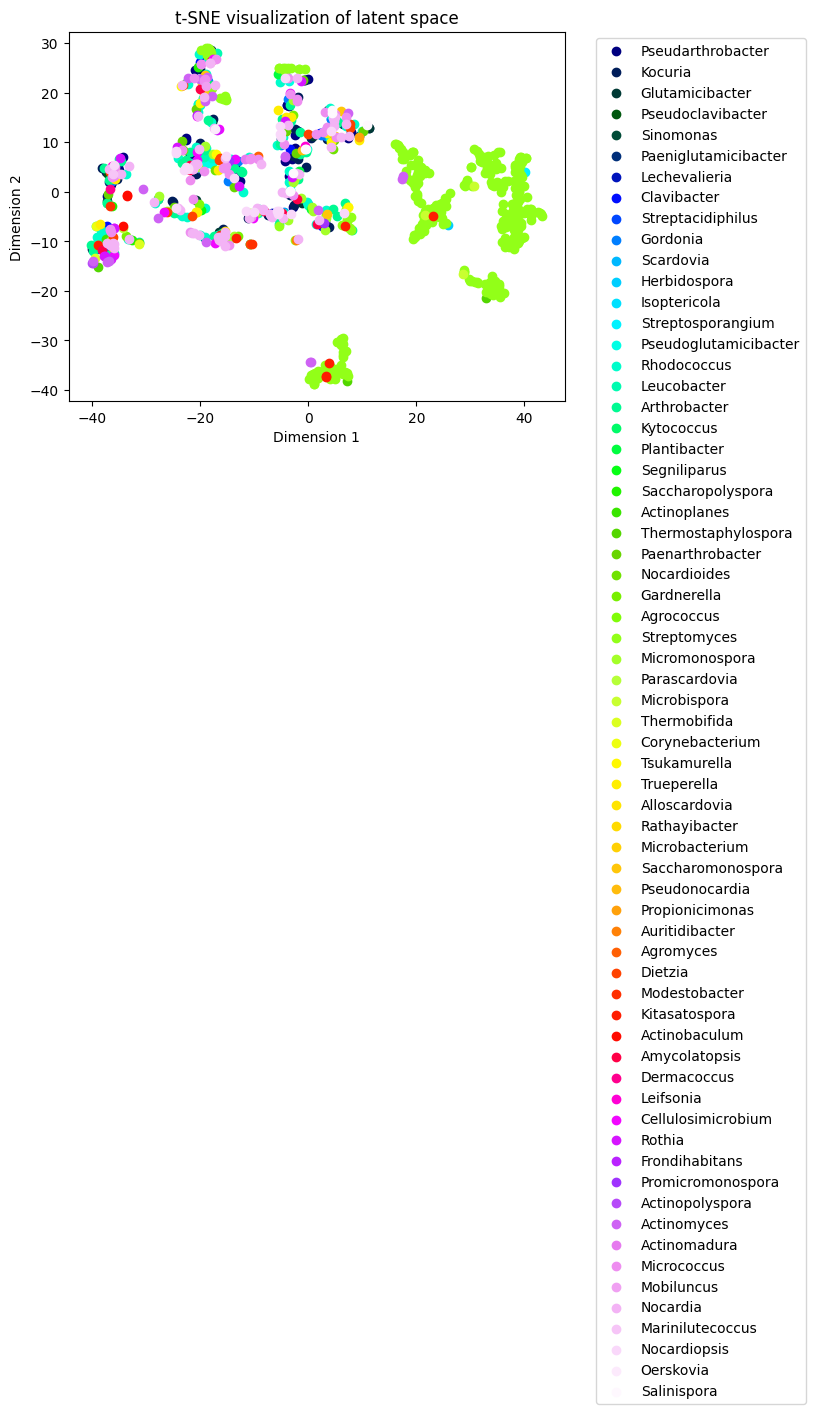 t-SNE visualization of latent space
30
20
10
0
−10
−20
−30
−40
Dimension 2
−40
−20
0
20
40
Dimension 1
Pseudarthrobacter
Kocuria
Glutamicibacter
Pseudoclavibacter
Sinomonas
Paeniglutamicibacter
Lechevalieria
Clavibacter
Streptacidiphilus
Gordonia
Scardovia
Herbidospora
Isoptericola
Streptosporangium
Pseudoglutamicibacter
Rhodococcus
Leucobacter
Arthrobacter
Kytococcus
Plantibacter
Segniliparus
Saccharopolyspora
Actinoplanes
Thermostaphylospora
Paenarthrobacter
Nocardioides
Gardnerella
Agrococcus
Streptomyces
Micromonospora
Parascardovia
Microbispora
Thermobifida
Corynebacterium
Tsukamurella
Trueperella
Alloscardovia
Rathayibacter
Microbacterium
Saccharomonospora
Pseudonocardia
Propionicimonas
Auritidibacter
Agromyces
Dietzia
Modestobacter
Kitasatospora
Actinobaculum
Amycolatopsis
Dermacoccus
Leifsonia
Cellulosimicrobium
Rothia
Frondihabitans
Promicromonospora
Actinopolyspora
Actinomyces
Actinomadura
Micrococcus
Mobiluncus
Nocardia
Marinilutecoccus
Nocardiopsis
Oerskovia
Salinispora